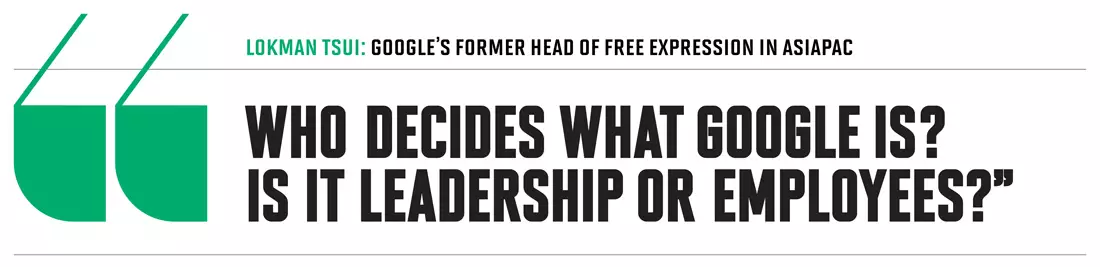 LOKMAN TSUI: GOOGLE'S FORMER HEAD OF FREE EXPRESSION IN ASIAPAC
“WHO DECIDES WHAT GOOGLE IS?
IS IT LEADERSHIP OR EMPLOYEES?”